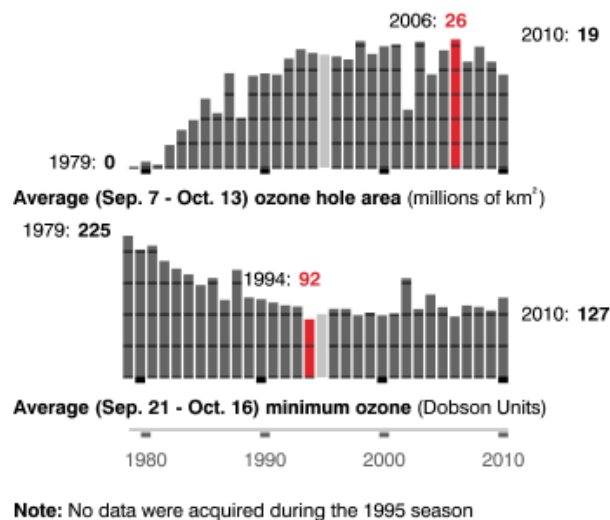 2006: 26
2010: 19
1979: 0
Average (Sep. 7 - Oct. 13) ozone hole area (millions of km²)
1979: 225
1994: 92
2010: 127
Average (Sep. 21 - Oct. 16) minimum ozone (Dobson Units)
1980 1990 2000 2010
Note: No data were acquired during the 1995 season